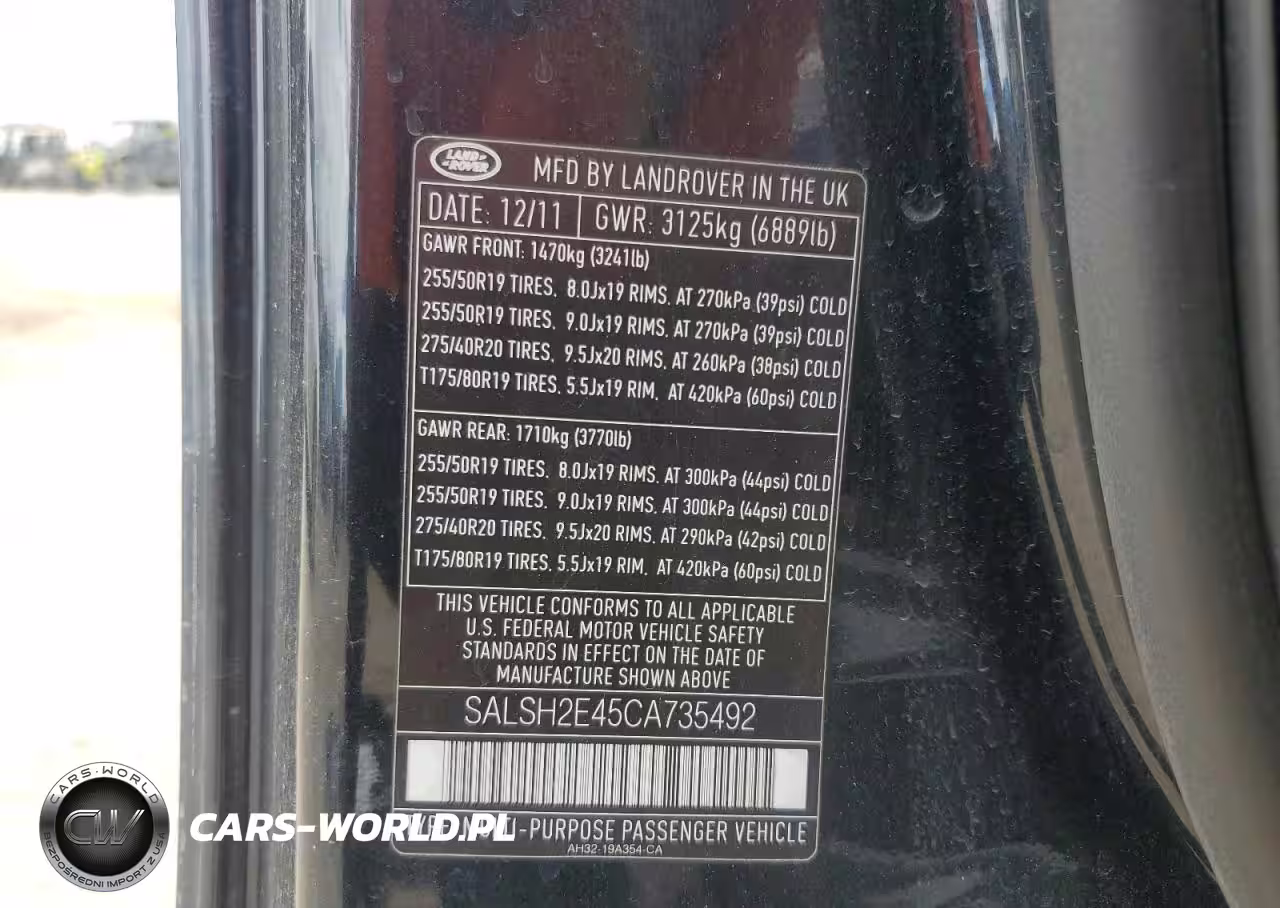 LAND
ROVER
MFD BY LANDROVER IN THE UK
DATE: 12/11 GWR: 3125kg (6889lb)
GAWR FRONT: 1470kg (3241lb)
255/50R19 TIRES, 8.0Jx19 RIMS, AT 270kPa (39psi) COLD
255/50R19 TIRES, 9.0Jx19 RIMS, AT 270kPa (39psi) COLD
275/40R20 TIRES, 9.5Jx20 RIMS, AT 260kPa (38psi) COLD
T175/80R19 TIRES, 5.5Jx19 RIM, AT 420kPa (60psi) COLD
GAWR REAR: 1710kg (3770lb)
255/50R19 TIRES, 8.0Jx19 RIMS, AT 300kPa (44psi) COLD
255/50R19 TIRES, 9.0Jx19 RIMS, AT 300kPa (44psi) COLD
275/40R20 TIRES, 9.5Jx20 RIMS, AT 290kPa (42psi) COLD
T175/80R19 TIRES, 5.5Jx19 RIM, AT 420kPa (60psi) COLD
THIS VEHICLE CONFORMS TO ALL APPLICABLE
U.S. FEDERAL MOTOR VEHICLE SAFETY
STANDARDS IN EFFECT ON THE DATE OF
MANUFACTURE SHOWN ABOVE
SALSH2E45CA735492
-PURPOSE PASSENGER VEHICLE
AH32-19A354-CA
CARS-WORLD
CW
BEZPOŚREDNI IMPORT Z USA
CARS-WORLD.PL